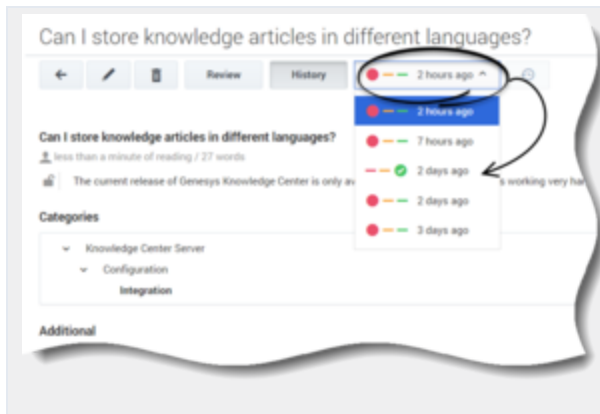 Can I store knowledge articles in different languages?
Review History 2 hours ago
2 hours ago
7 hours ago
2 days ago
2 days ago
3 days ago
Can I store knowledge articles in different languages?
less than a minute of reading / 27 words
The current release of Genesys Knowledge Center is only av s working very har
Categories
Knowledge Center Server
Configuration
Integration
Additional